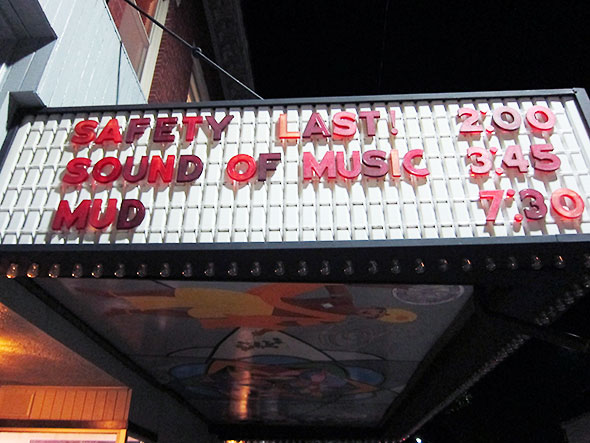 SAFETY LAST! 2:00
SOUND OF MUSIC 3:45
MUD 7:30